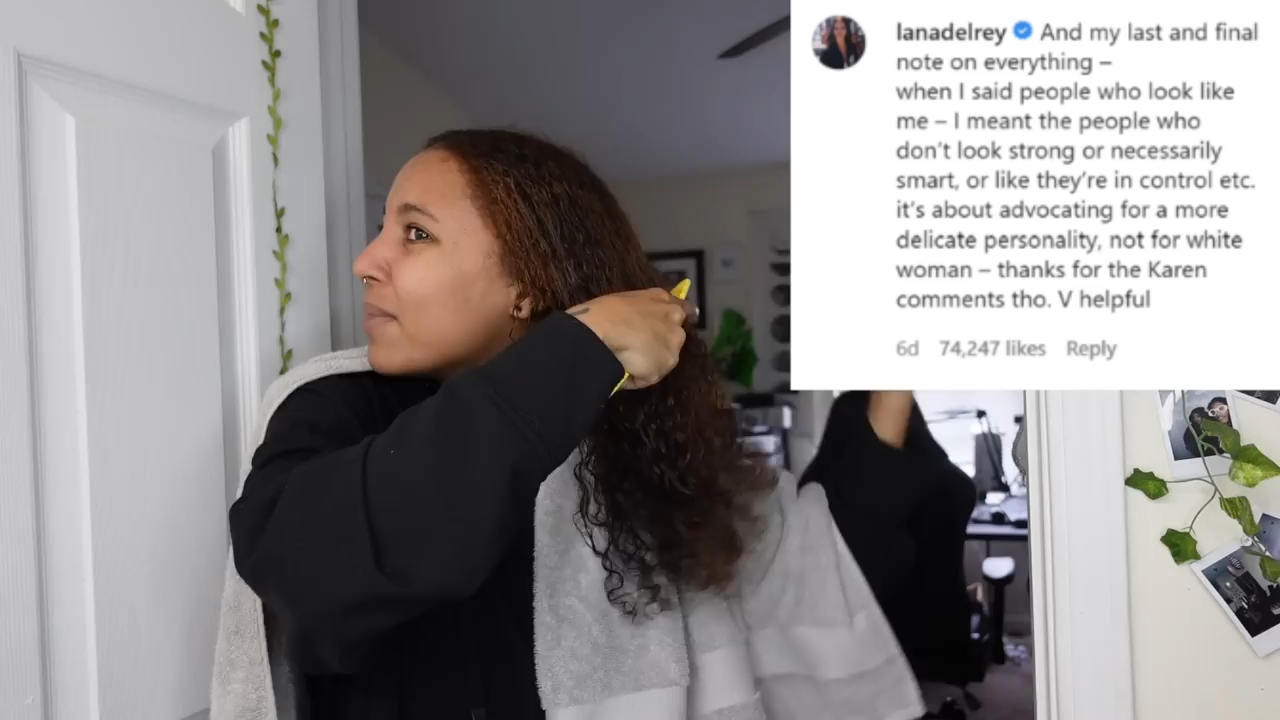 lanadelrey And my last and final
note on everything –
when I said people who look like
me – I meant the people who
don't look strong or necessarily
smart, or like they're in control etc.
it's about advocating for a more
delicate personality, not for white
woman – thanks for the Karen
comments tho. V helpful
6d 74,247 likes Reply